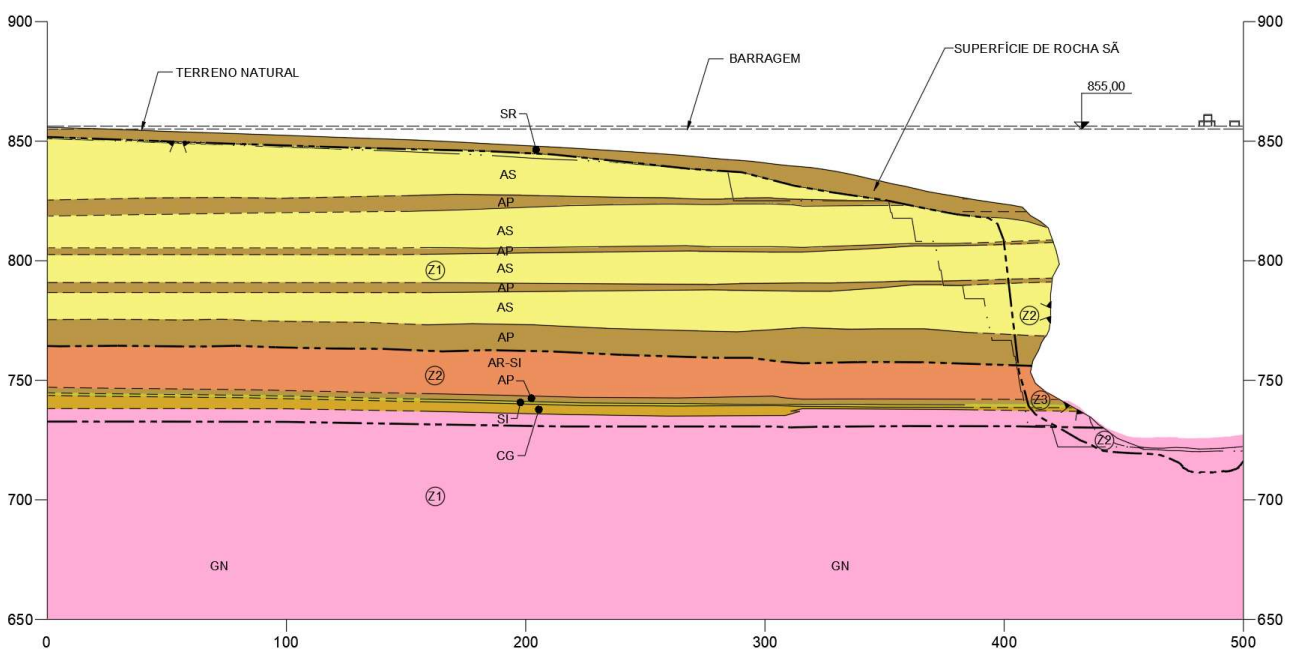 900
900
SUPERFÍCIE DE ROCHA SÃ
BARRAGEM
TERRENO NATURAL
855,00
SR
850
850
AS
AP
AS
AP
800
AS
800
Z1
AP
AS
Z2
AP
AR-SI
Z2
AP
750
750
Z3
SI
Z2
CG
Z1
700
700
GN
GN
650
650
0
100
200
300
400
500